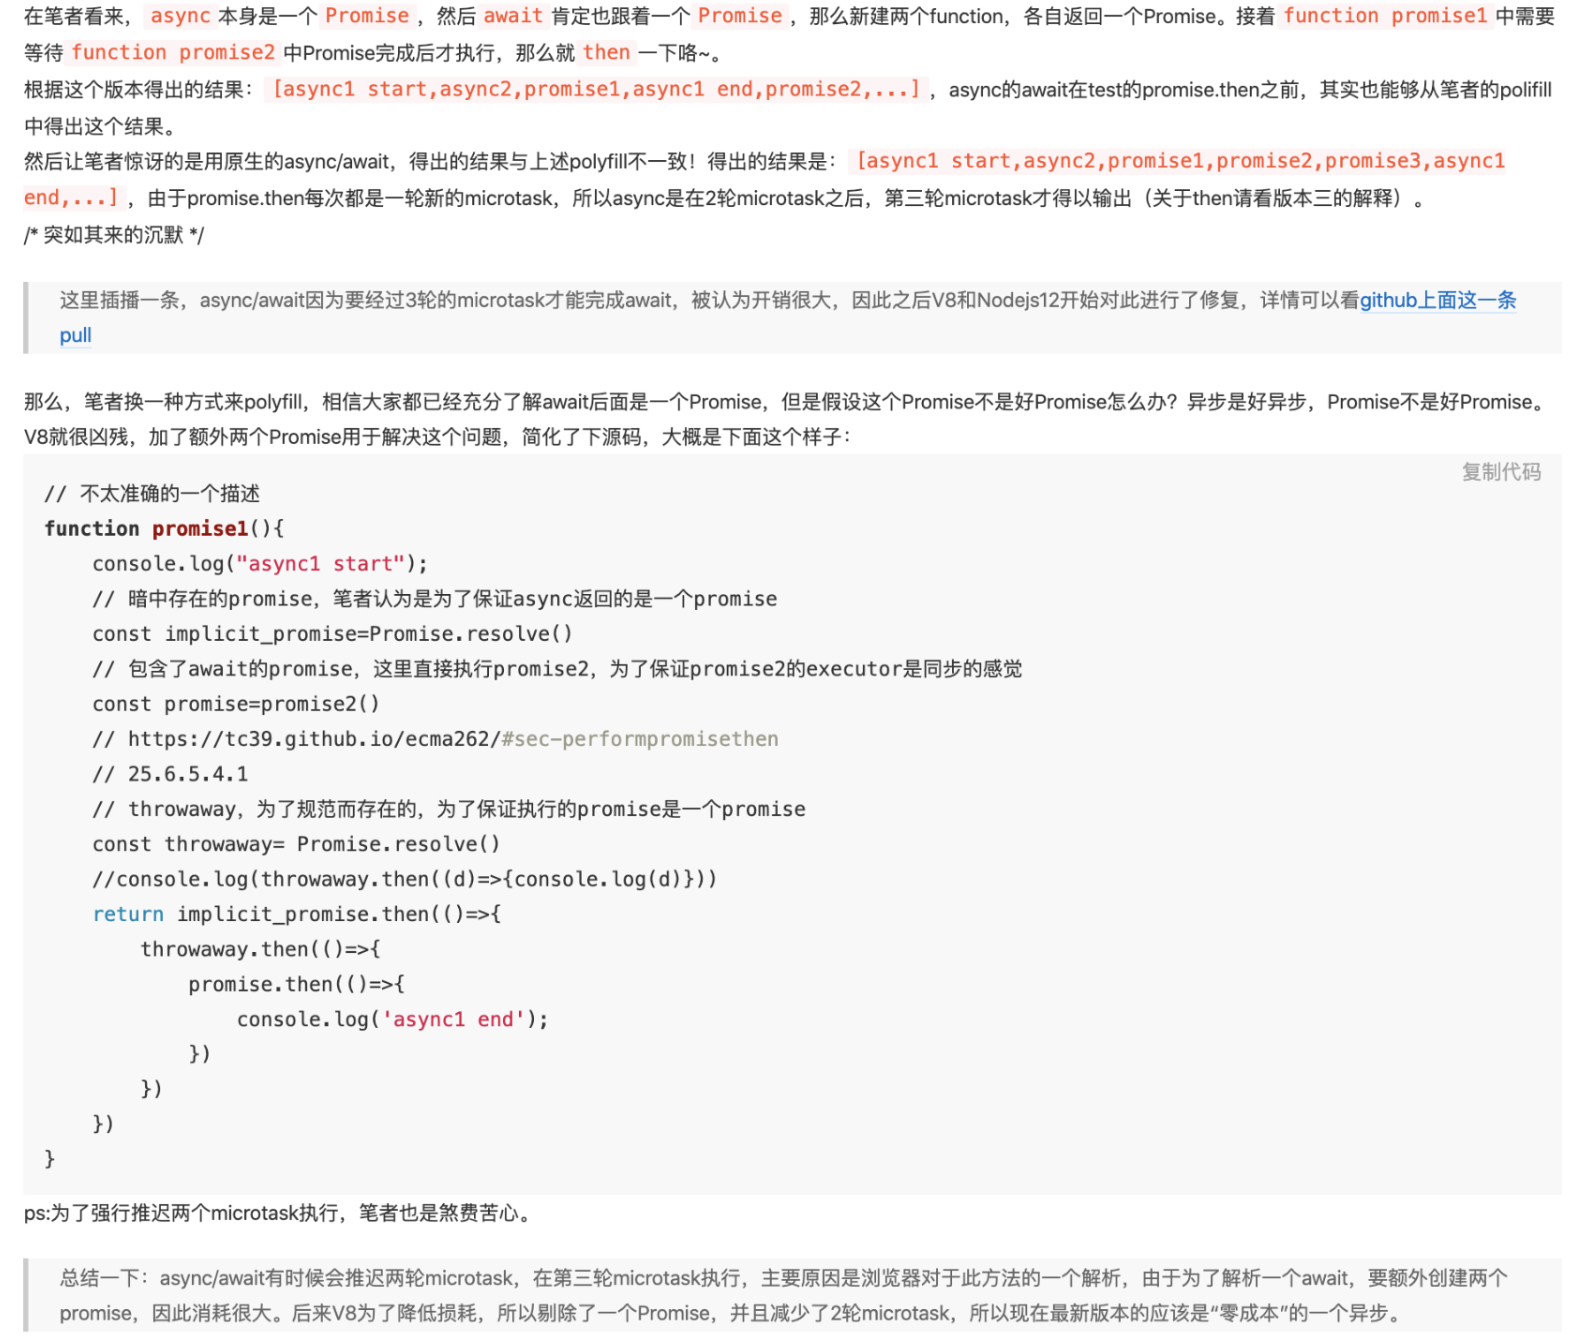 在笔者看来， async 本身是一个 Promise ，然后 await 肯定也跟着一个 Promise ，那么新建两个function，各自返回一个Promise。接着 function promise1 中需要
等待 function promise2 中Promise完成后才执行，那么就 then 一下咯~。
根据这个版本得出的结果： [async1 start,async2,promise1,async1 end,promise2,...] ，async的await在test的promise.then之前，其实也能够从笔者的polifill
中得出这个结果。
然后让笔者惊讶的是用原生的async/await，得出的结果与上述polyfill不一致！得出的结果是： [async1 start,async2,promise1,promise2,promise3,async1
end,...] ，由于promise.then每次都是一轮新的microtask，所以async是在2轮microtask之后，第三轮microtask才得以输出（关于then请看版本三的解释）。
/* 突如其来的沉默 */
这里插播一条，async/await因为要经过3轮的microtask才能完成await，被认为开销很大，因此之后V8和Nodejs12开始对此进行了修复，详情可以看github上面这一条
pull
那么，笔者换一种方式来polyfill，相信大家都已经充分了解await后面是一个Promise，但是假设这个Promise不是好Promise怎么办？异步是好异步，Promise不是好Promise。
V8就很凶残，加了额外两个Promise用于解决这个问题，简化了下源码，大概是下面这个样子：
复制代码
// 不太准确的一个描述
function promise1(){
    console.log("async1 start");
    // 暗中存在的promise，笔者认为是为了保证async返回的是一个promise
    const implicit_promise=Promise.resolve()
    // 包含了await的promise，这里直接执行promise2，为了保证promise2的executor是同步的感觉
    const promise=promise2()
    // https://tc39.github.io/ecma262/#sec-performpromisethen
    // 25.6.5.4.1
    // throwaway，为了规范而存在的，为了保证执行的promise是一个promise
    const throwaway= Promise.resolve()
    //console.log(throwaway.then((d)=>{console.log(d)}))
    return implicit_promise.then(()=>{
        throwaway.then(()=>{
            promise.then(()=>{
                console.log('async1 end');
            })
        })
    })
}
ps:为了强行推迟两个microtask执行，笔者也是煞费苦心。
总结一下：async/await有时候会推迟两轮microtask，在第三轮microtask执行，主要原因是浏览器对于此方法的一个解析，由于为了解析一个await，要额外创建两个
promise，因此消耗很大。后来V8为了降低损耗，所以剔除了一个Promise，并且减少了2轮microtask，所以现在最新版本的应该是“零成本”的一个异步。